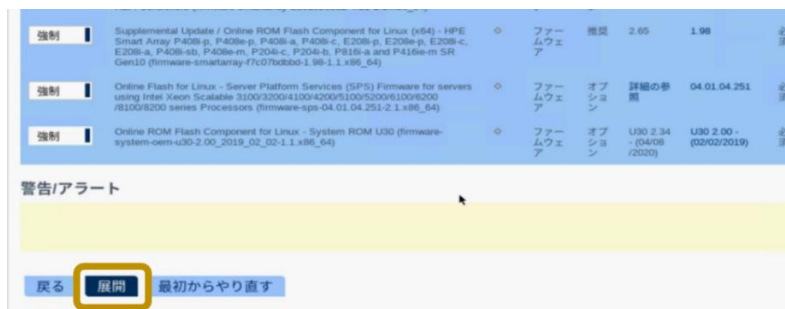 強制
Supplemental Update / Online ROM Flash Component for Linux (x64) - HPE
Smart Array P408i-p, P408e-p, P408i-a, P408i-c, E208i-p, E208e-p, E208i-c,
E208i-a, P408i-sb, P408e-m, P204i-c, P204i-b, P816i-a and P416ie-m SR
Gen10 (firmware-smartarray-f7c07bdbbd-1.98-1.1.x86_64)
ファー
ムウェ
ア
推奨
2.65
1.98
強制
Online Flash for Linux - Server Platform Services (SPS) Firmware for servers
using Intel Xeon Scalable 3100/3200/4100/4200/5100/5200/6100/6200
/8100/8200 series Processors (firmware-sps-04.01.04.251-2.1.x86_64)
ファー
ムウェ
ア
オプ
ショ
ン
詳細の参
照
04.01.04.251
強制
Online ROM Flash Component for Linux - System ROM U30 (firmware-
system-oem-u30-2.00_2019_02_02-1.1.x86_64)
ファー
ムウェ
ア
オプ
ショ
ン
U30 2.34
- (04/08
/2020)
U30 2.00 -
(02/02/2019)
警告/アラート
戻る
展開
最初からやり直す